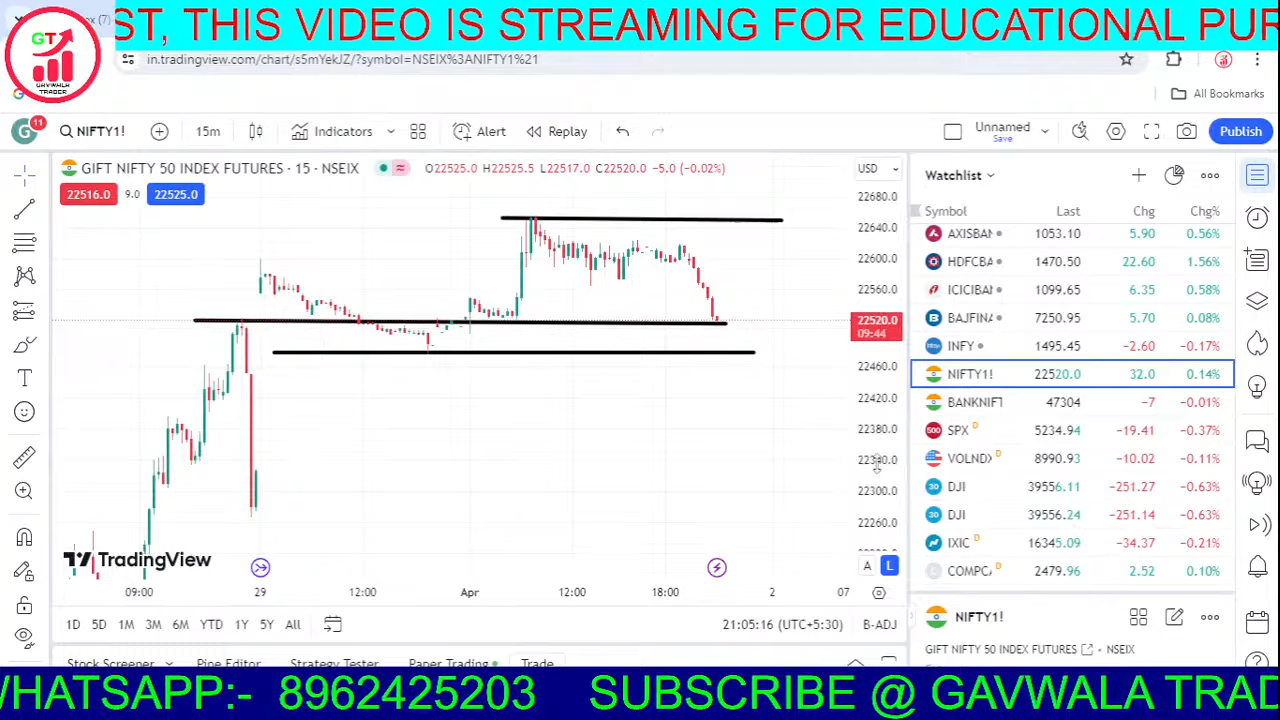 ex (7)
ST, THIS VIDEO IS STREAMING FOR EDUCATIONAL PUR
GT
GAVWALA
TRADER
in.tradingview.com/chart/s5mYekJZ/?symbol=NSEIX%3ANIFTY1%21
All Bookmarks
G 11 NIFTY1! 15m Indicators Alert Replay Unnamed Save Publish
GIFT NIFTY 50 INDEX FUTURES · 15 · NSEIX O22525.0 H22525.5 L22517.0 C22520.0 −5.0 (−0.02%) USD
22516.0 9.0 22525.0
22680.0
22640.0
22600.0
22560.0
22520.0
09:44
22460.0
22420.0
22380.0
22340.0
22300.0
22260.0
TradingView
A L
09:00 29 12:00 Apr 12:00 18:00 2 07
1D 5D 1M 3M 6M YTD 1Y 5Y All 21:05:16 (UTC+5:30) B-ADJ
Stock Screener Pine Editor Strategy Tester Paper Trading Trade
Watchlist
Symbol Last Chg Chg%
AXISBAN 1053.10 5.90 0.56%
HDFCBA 1470.50 22.60 1.56%
ICICIBAN 1099.65 6.35 0.58%
BAJFINA 7250.95 5.70 0.08%
INFY 1495.45 −2.60 −0.17%
NIFTY1! 22520.0 32.0 0.14%
BANKNIFT 47304 −7 −0.01%
500 SPX D 5234.94 −19.41 −0.37%
VOLNDX D 8990.93 −10.02 −0.11%
30 DJI 39556.11 −251.27 −0.63%
30 DJI 39556.24 −251.14 −0.63%
IXIC D 16345.09 −34.37 −0.21%
COMPCA D 2479.96 2.52 0.10%
NIFTY1!
GIFT NIFTY 50 INDEX FUTURES • NSEIX
WHATSAPP:- 8962425203 SUBSCRIBE @ GAVWALA TRAD